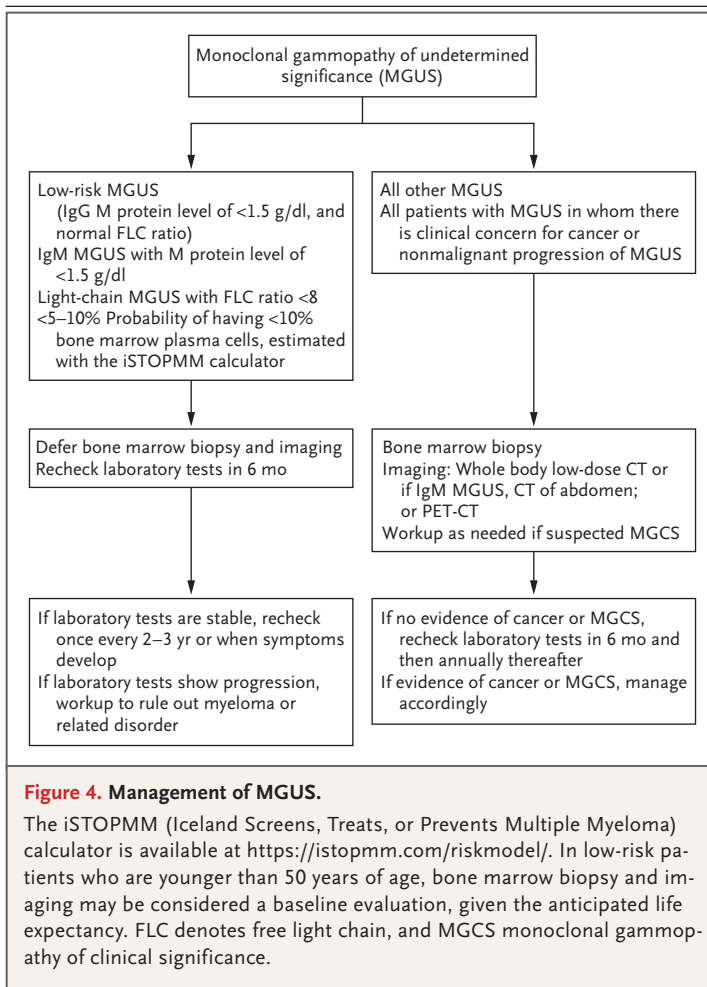 Monoclonal gammopathy of undetermined
significance (MGUS)
Low-risk MGUS
(IgG M protein level of <1.5 g/dl, and
normal FLC ratio)
IgM MGUS with M protein level of
<1.5 g/dl
Light-chain MGUS with FLC ratio <8
<5–10% Probability of having <10%
bone marrow plasma cells, estimated
with the iSTOPMM calculator
All other MGUS
All patients with MGUS in whom there
is clinical concern for cancer or
nonmalignant progression of MGUS
Defer bone marrow biopsy and imaging
Recheck laboratory tests in 6 mo
Bone marrow biopsy
Imaging: Whole body low-dose CT or
if IgM MGUS, CT of abdomen;
or PET-CT
Workup as needed if suspected MGCS
If laboratory tests are stable, recheck
once every 2–3 yr or when symptoms
develop
If laboratory tests show progression,
workup to rule out myeloma or
related disorder
If no evidence of cancer or MGCS,
recheck laboratory tests in 6 mo and
then annually thereafter
If evidence of cancer or MGCS, manage
accordingly
Figure 4. Management of MGUS.
The iSTOPMM (Iceland Screens, Treats, or Prevents Multiple Myeloma)
calculator is available at https://istopmm.com/riskmodel/. In low-risk pa-
tients who are younger than 50 years of age, bone marrow biopsy and im-
aging may be considered a baseline evaluation, given the anticipated life
expectancy. FLC denotes free light chain, and MGCS monoclonal gammop-
athy of clinical significance.